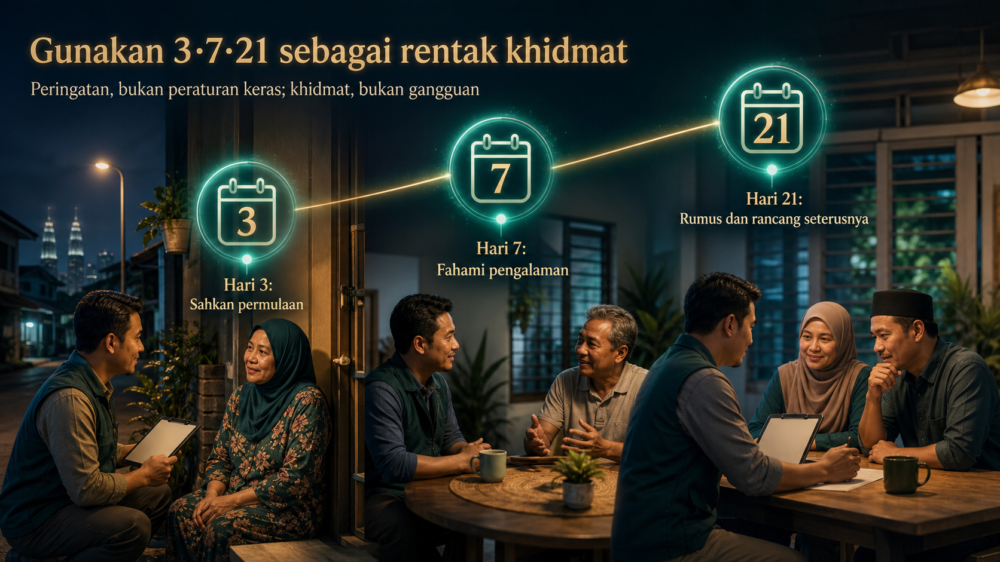 Gunakan 3·7·21 sebagai rentak khidmat
Peringatan, bukan peraturan keras; khidmat, bukan gangguan
3
Hari 3:
Sahkan permulaan
7
Hari 7:
Fahami pengalaman
21
Hari 21:
Rumus dan rancang seterusnya